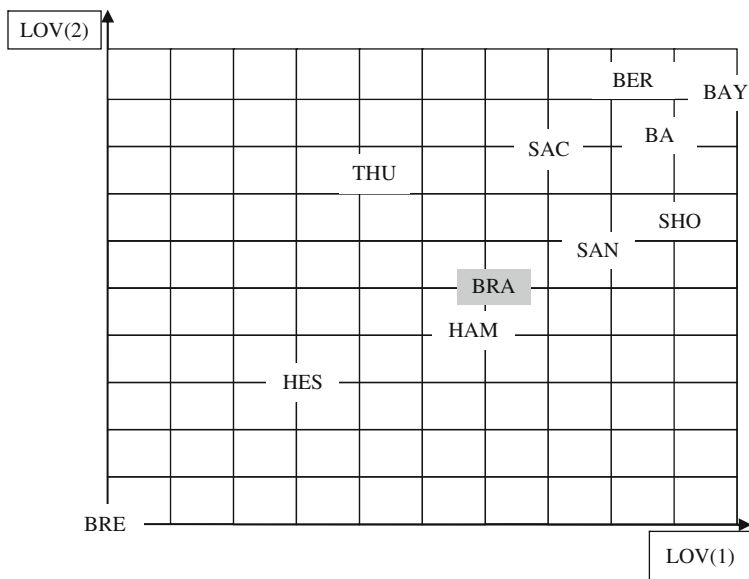 LOV(2)
BER
BAY
BA
SAC
THU
SHO
SAN
BRA
HAM
HES
BRE
LOV(1)